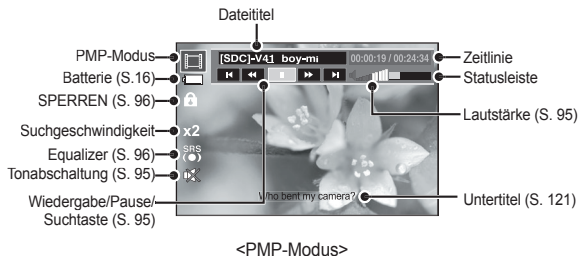 Dateititel
PMP-Modus
Batterie (S.16)
SPERREN (S. 96)
Suchgeschwindigkeit
Equalizer (S. 96)
Tonabschaltung (S. 95)
Wiedergabe/Pause/
Suchtaste (S. 95)
[SDC]-V41 boy-mi
00:00:19 / 00:24:34
x2
SRS
Who bent my camera?
Zeitlinie
Statusleiste
Lautstärke (S. 95)
Untertitel (S. 121)
<PMP-Modus>